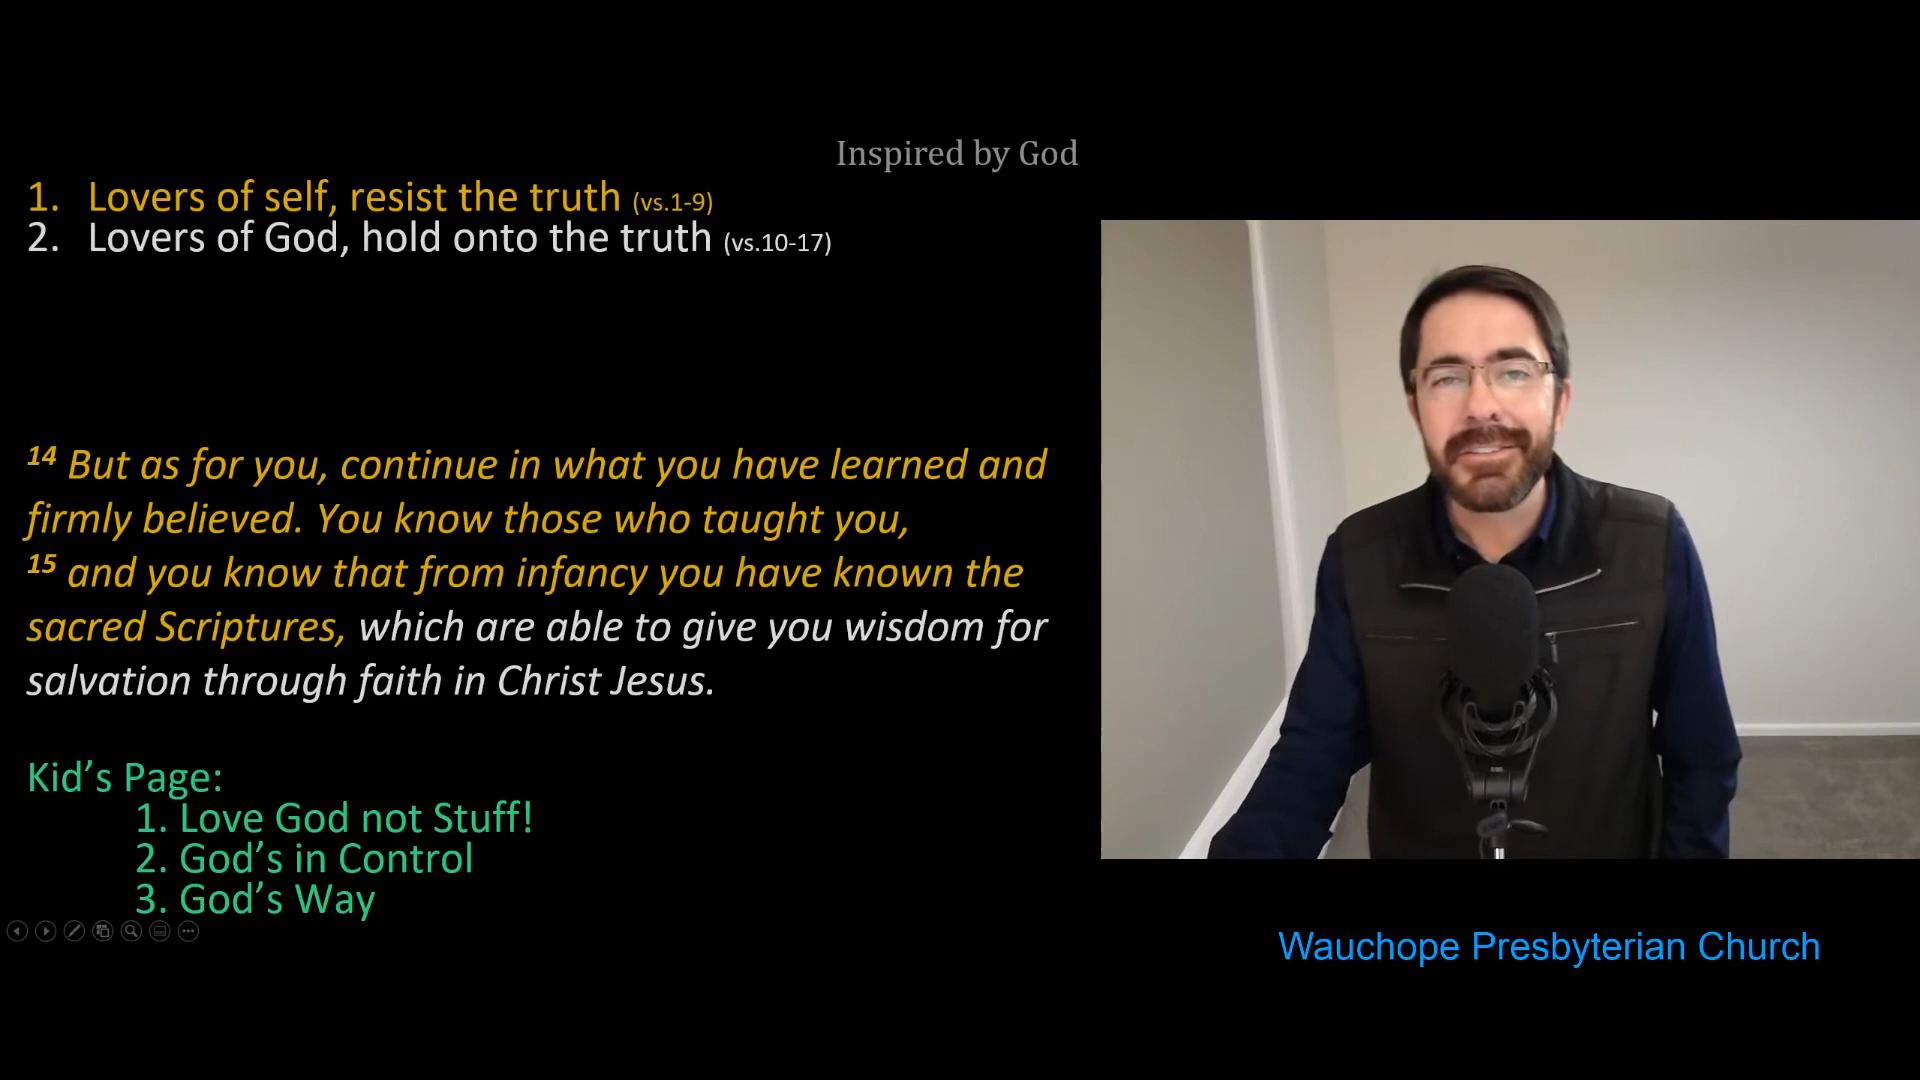 Inspired by God
1. Lovers of self, resist the truth (vs.1-9)
2. Lovers of God, hold onto the truth (vs.10-17)
14 But as for you, continue in what you have learned and
firmly believed. You know those who taught you,
15 and you know that from infancy you have known the
sacred Scriptures, which are able to give you wisdom for
salvation through faith in Christ Jesus.
Kid’s Page:
1. Love God not Stuff!
2. God’s in Control
3. God’s Way
Wauchope Presbyterian Church